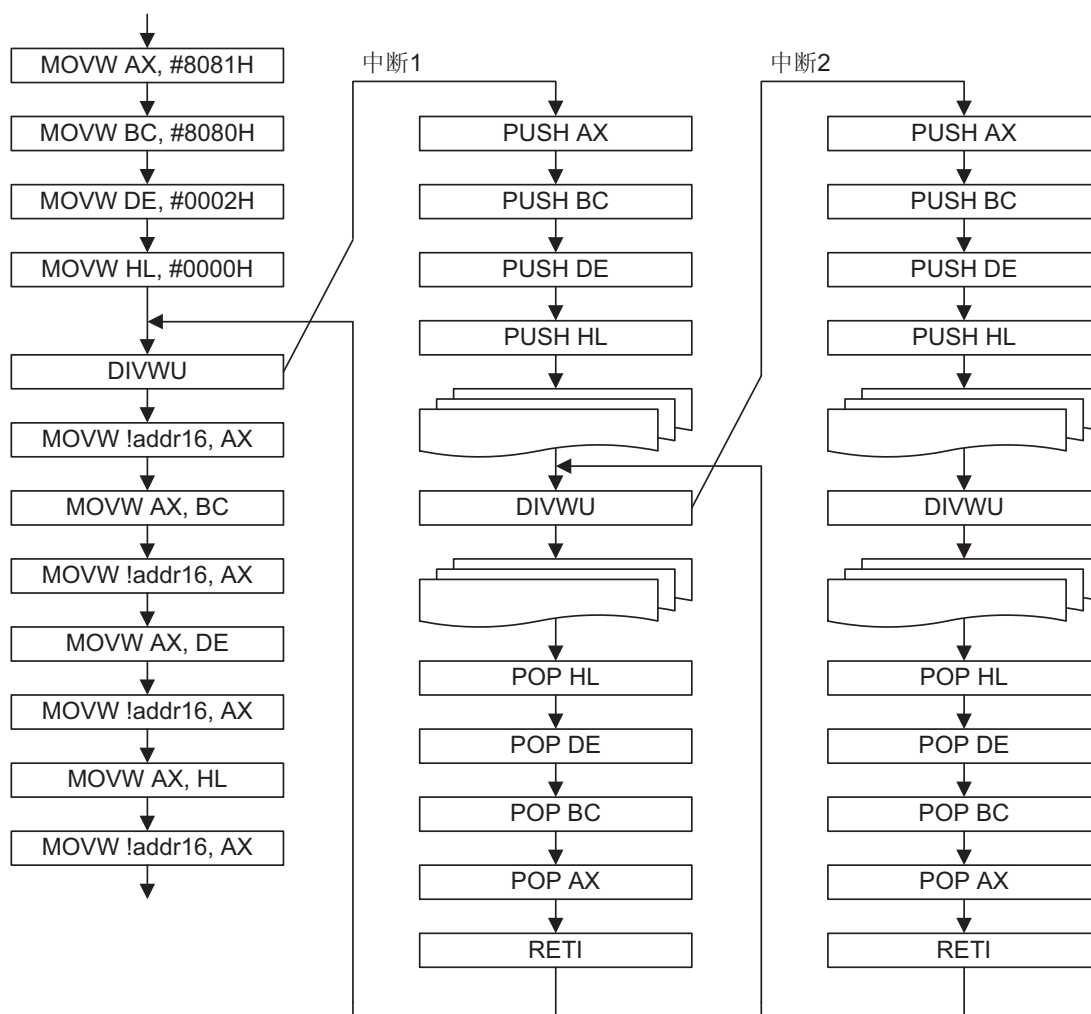 MOVW AX, #8081H
MOVW BC, #8080H
MOVW DE, #0002H
MOVW HL, #0000H
DIVWU
MOVW !addr16, AX
MOVW AX, BC
MOVW !addr16, AX
MOVW AX, DE
MOVW !addr16, AX
MOVW AX, HL
MOVW !addr16, AX
中断1
PUSH AX
PUSH BC
PUSH DE
PUSH HL
DIVWU
POP HL
POP DE
POP BC
POP AX
RETI
中断2
PUSH AX
PUSH BC
PUSH DE
PUSH HL
DIVWU
POP HL
POP DE
POP BC
POP AX
RETI